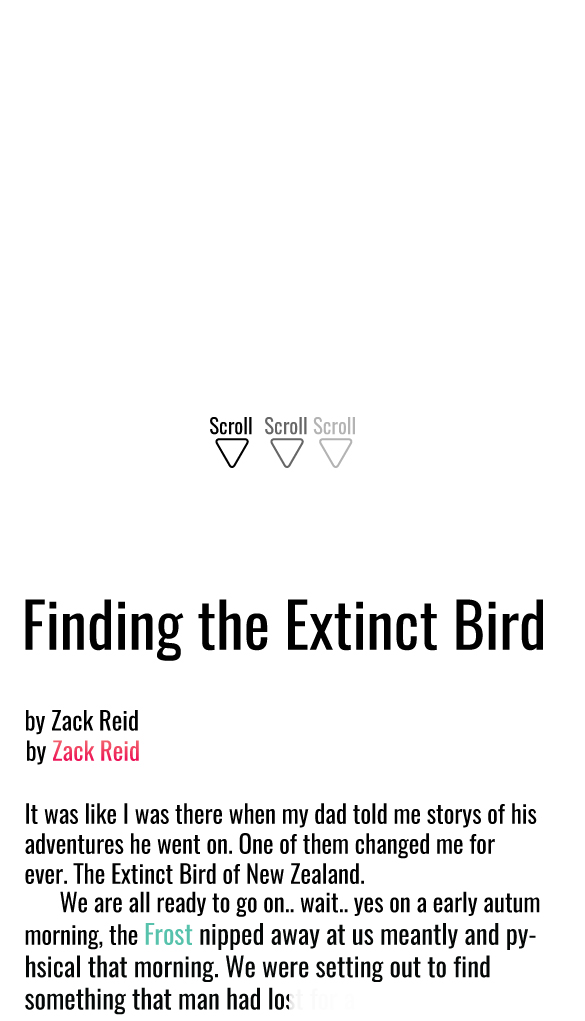 Scroll Scroll Scroll
Finding the Extinct Bird
by Zack Reid
by Zack Reid
It was like I was there when my dad told me storys of his
adventures he went on. One of them changed me for
ever. The Extinct Bird of New Zealand.
We are all ready to go on.. wait.. yes on a early autum
morning, the Frost nipped away at us meantly and py-
hsical that morning. We were setting out to find
something that man had lost for